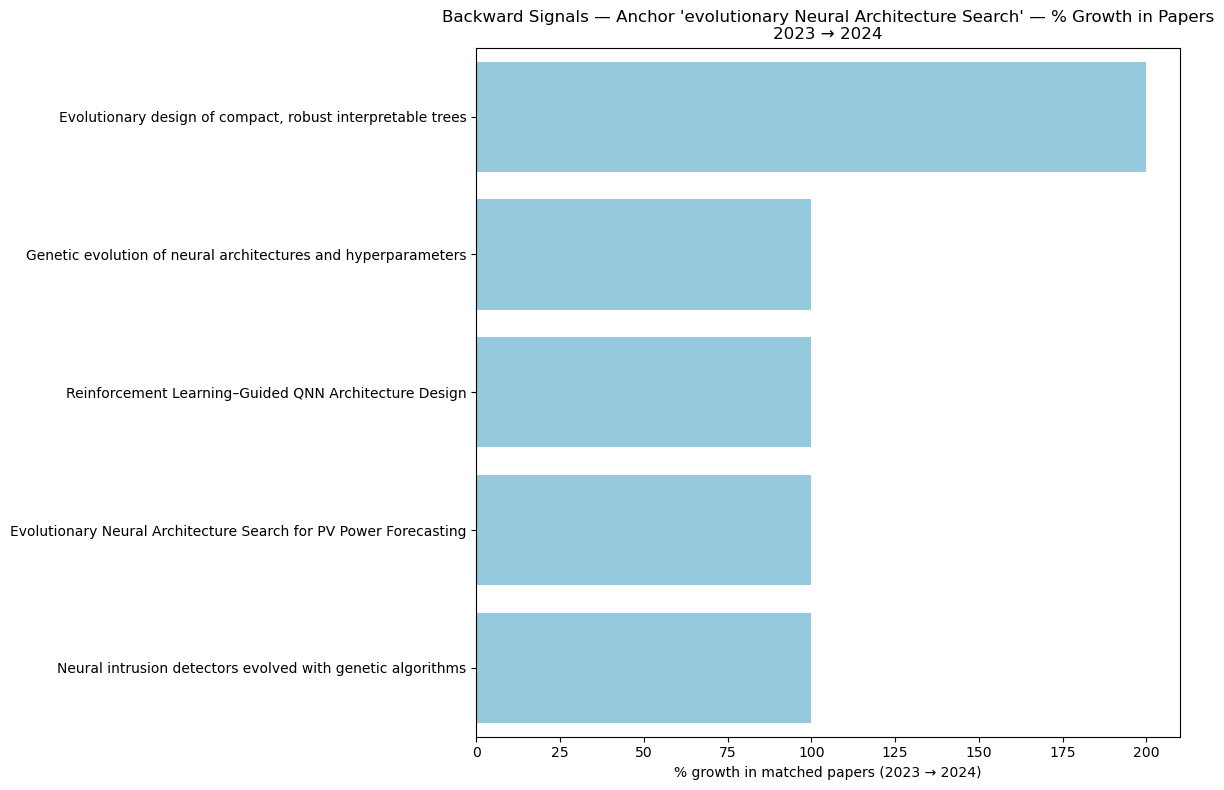 Backward Signals — Anchor 'evolutionary Neural Architecture Search' — % Growth in Papers
2023 → 2024
Evolutionary design of compact, robust interpretable trees
Genetic evolution of neural architectures and hyperparameters
Reinforcement Learning–Guided QNN Architecture Design
Evolutionary Neural Architecture Search for PV Power Forecasting
Neural intrusion detectors evolved with genetic algorithms
0 25 50 75 100 125 150 175 200
% growth in matched papers (2023 → 2024)